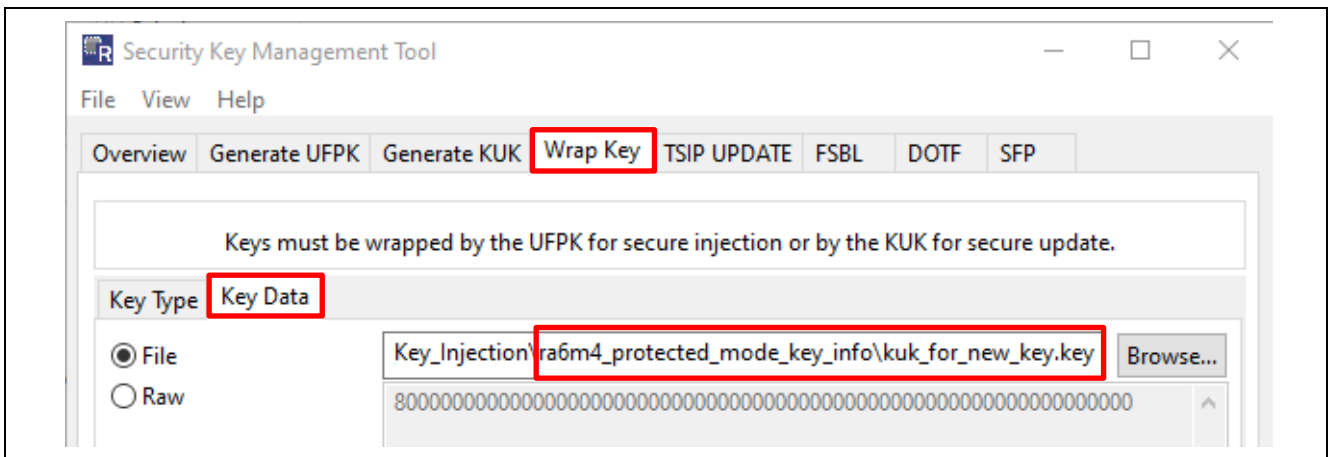 Security Key Management Tool
File View Help
Overview Generate UFPK Generate KUK Wrap Key TSIP UPDATE FSBL DOTF SFP
Keys must be wrapped by the UFPK for secure injection or by the KUK for secure update.
Key Type Key Data
File Key_Injection\ra6m4_protected_mode_key_info\kuk_for_new_key.key Browse...
Raw 8000000000000000000000000000000000000000000000000000000000000000